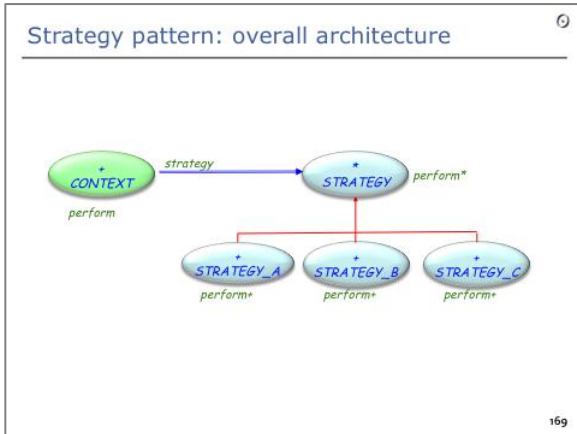 Strategy pattern: overall architecture
+
CONTEXT
perform
strategy
*
STRATEGY
perform*
+
STRATEGY_A
perform+
+
STRATEGY_B
perform+
+
STRATEGY_C
perform+
169